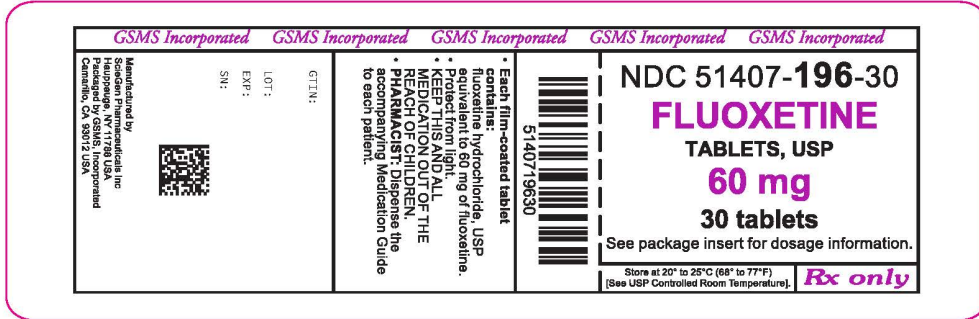 GSMS Incorporated GSMS Incorporated GSMS Incorporated GSMS Incorporated GSMS Incorporated
NDC 51407-196-30
FLUOXETINE
TABLETS, USP
60 mg
30 tablets
See package insert for dosage information.
Store at 20° to 25°C (68° to 77°F)
[See USP Controlled Room Temperature].
Rx only
5140719630
• Each film-coated tablet
contains:
fluoxetine hydrochloride, USP
equivalent to 60 mg of fluoxetine.
• Protect from light.
• KEEP THIS AND ALL
MEDICATION OUT OF THE
REACH OF CHILDREN.
• PHARMACIST: Dispense the
accompanying Medication Guide
to each patient.
GTIN:
LOT:
EXP:
SN:
Manufactured by
ScieGen Pharmaceuticals Inc
Hauppauge, NY 11788 USA
Packaged by GSMS, Incorporated
Camarillo, CA 93012 USA